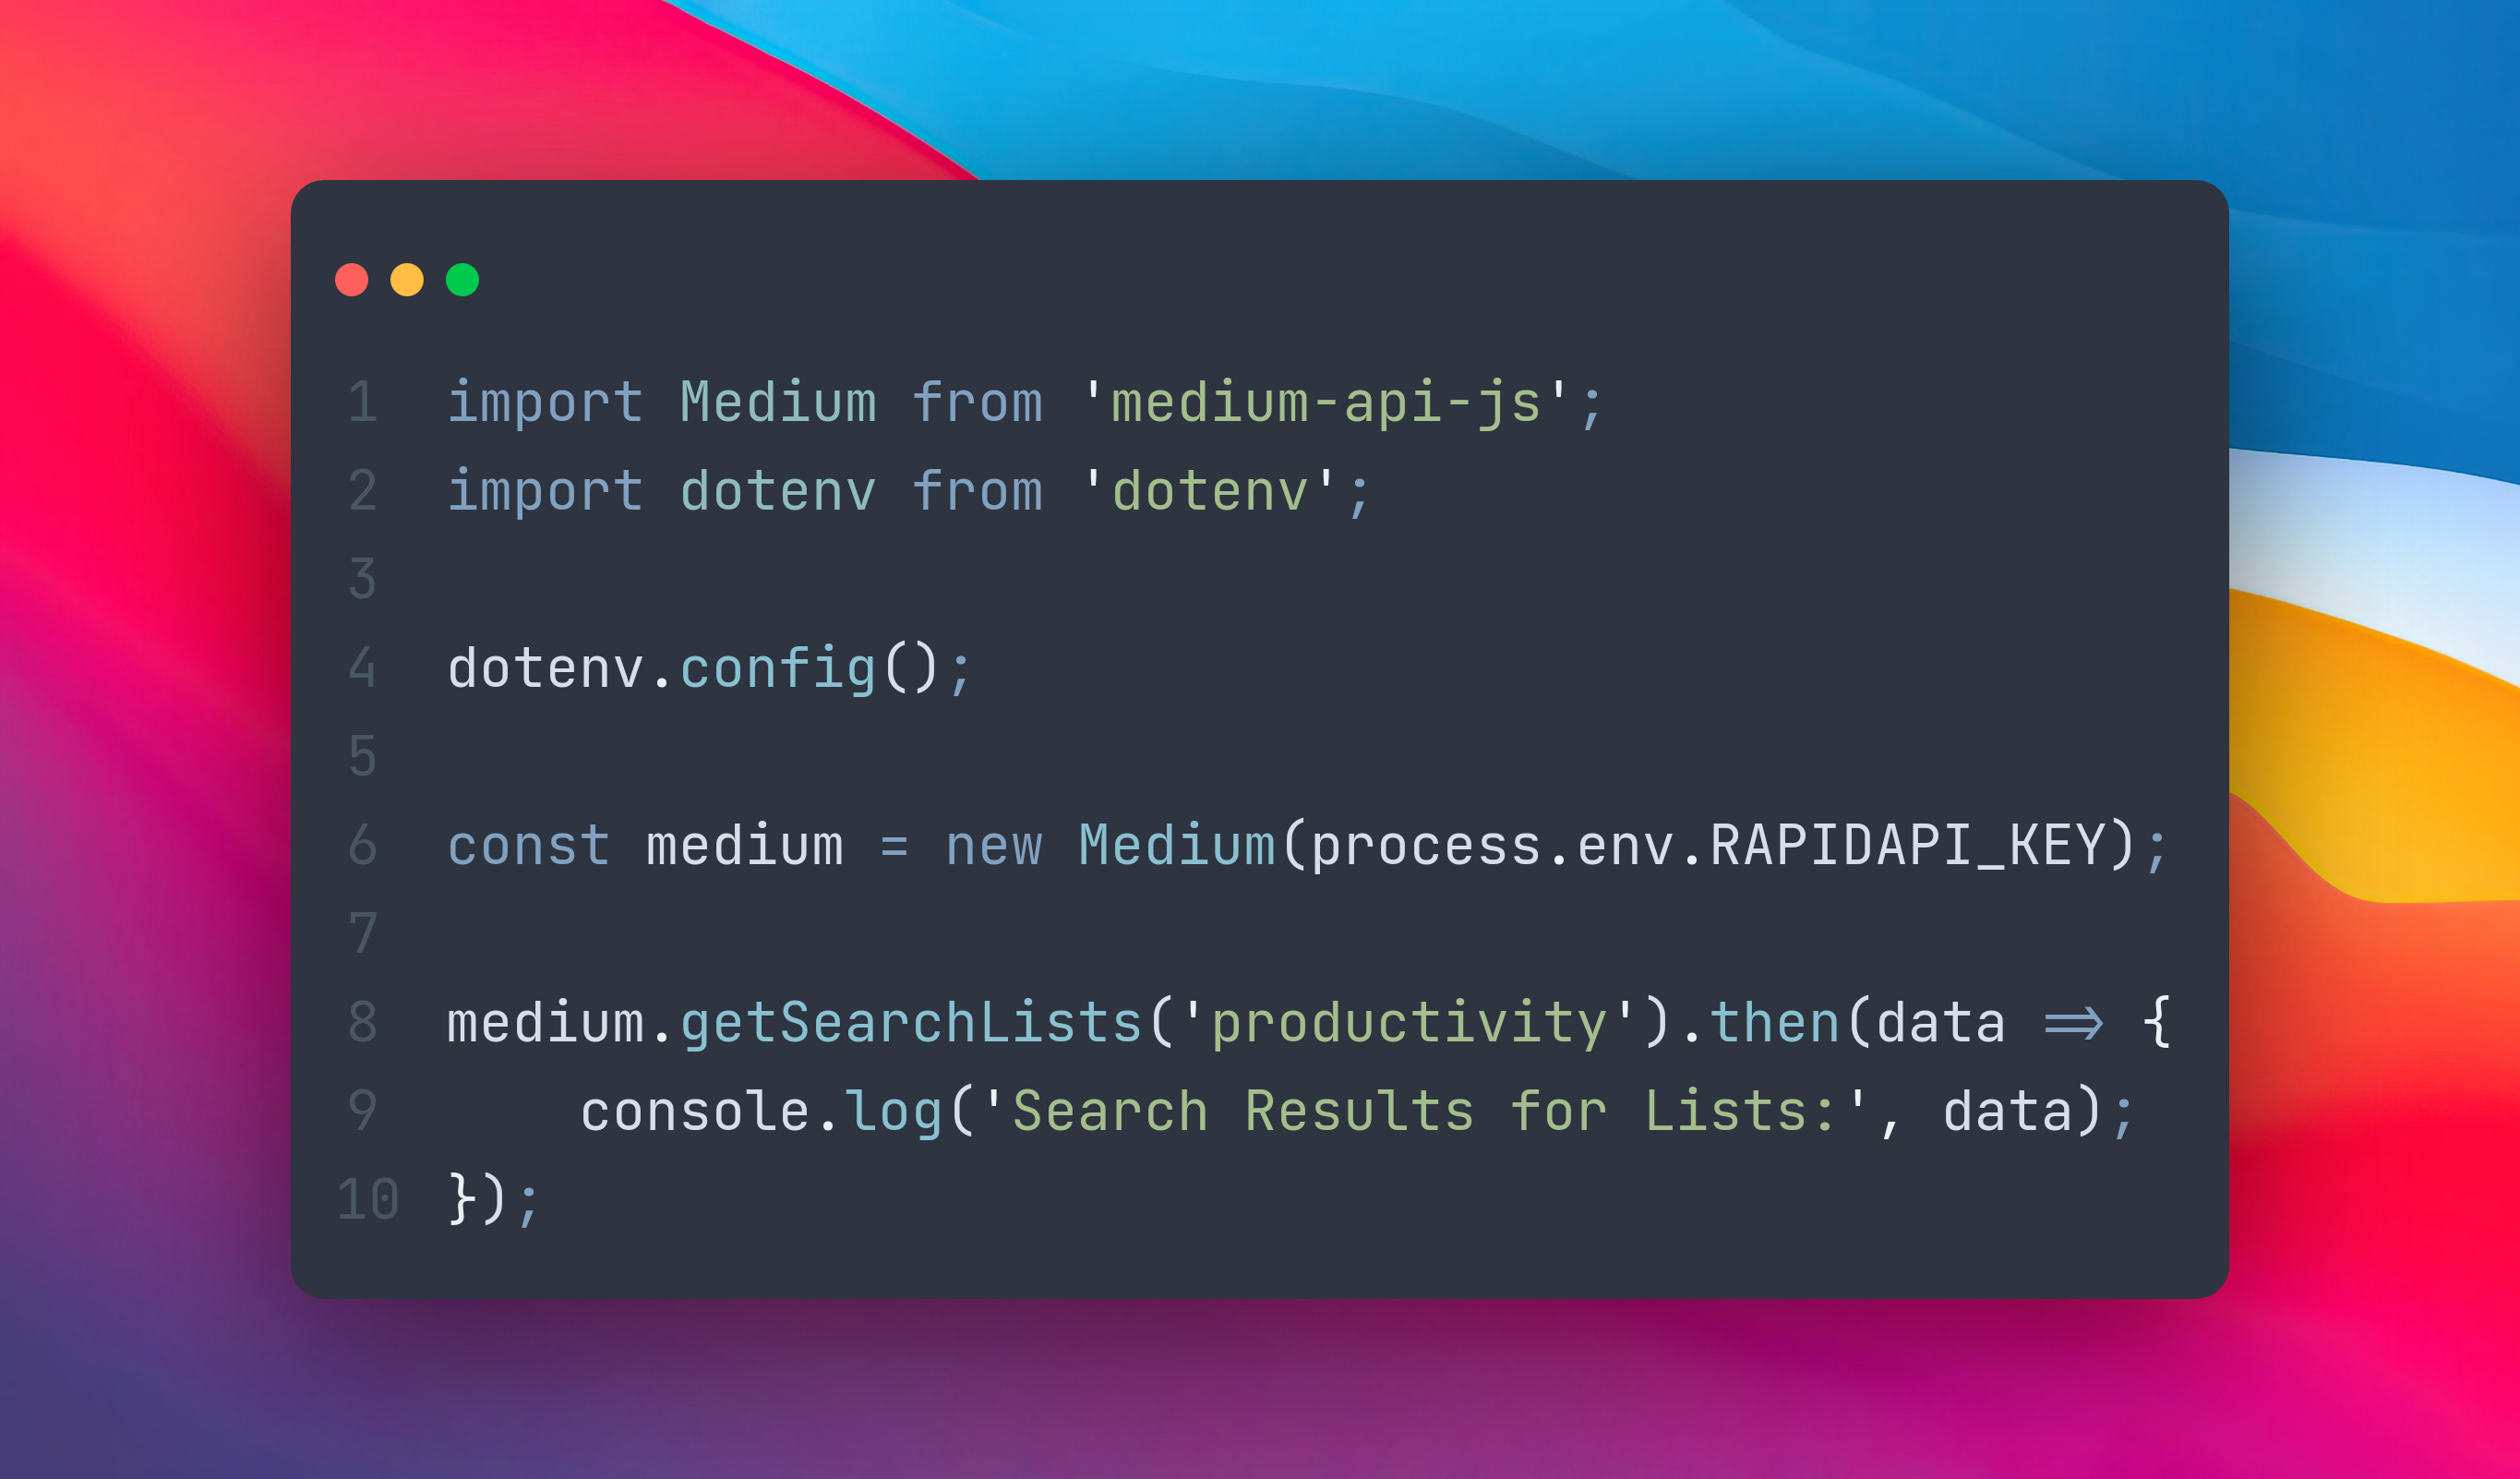 1 import Medium from 'medium-api-js';
2 import dotenv from 'dotenv';
3
4 dotenv.config();
5
6 const medium = new Medium(process.env.RAPIDAPI_KEY);
7
8 medium.getSearchLists('productivity').then(data => {
9     console.log('Search Results for Lists:', data);
10 });